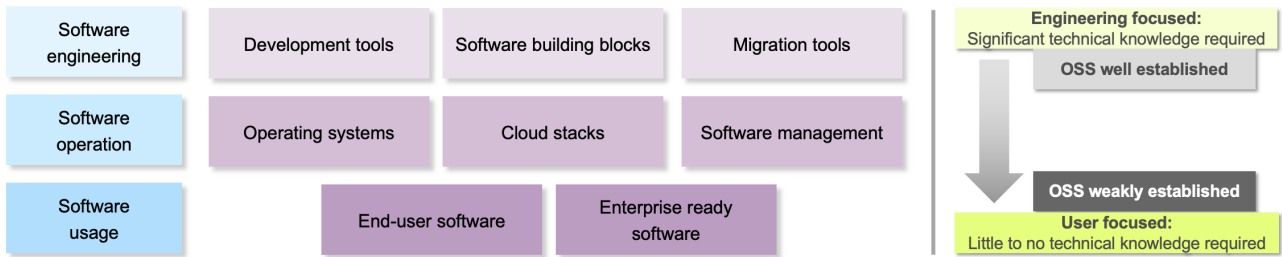 Software
engineering
Development tools
Software building blocks
Migration tools
Engineering focused:
Significant technical knowledge required
OSS well established
Software
operation
Operating systems
Cloud stacks
Software management
OSS weakly established
Software
usage
End-user software
Enterprise ready
software
User focused:
Little to no technical knowledge required